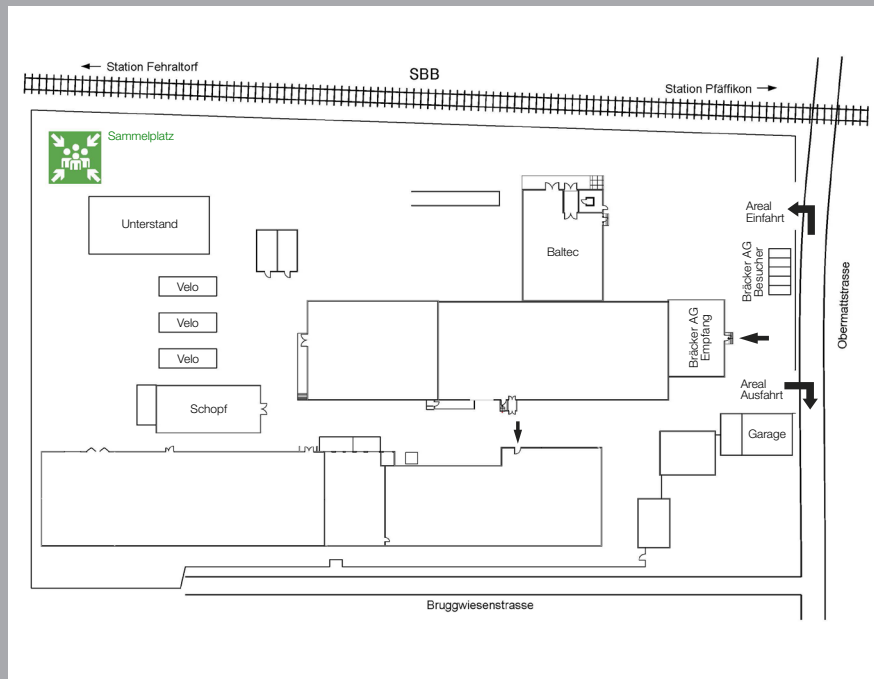 Station Fehraltorf
SBB
Station Pfäffikon
Sammelplatz
Unterstand
Areal
Einfahrt
Baltec
Bräcker AG
Besucher
Velo
Velo
Velo
Bräcker AG
Empfang
Obermattstrasse
Areal
Ausfahrt
Schopf
Garage
Bruggwiesenstrasse